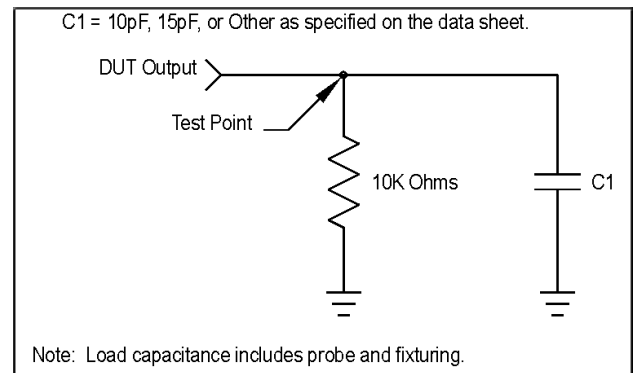 C1 = 10pF, 15pF, or Other as specified on the data sheet.
DUT Output
Test Point
10K Ohms
C1
Note: Load capacitance includes probe and fixturing.